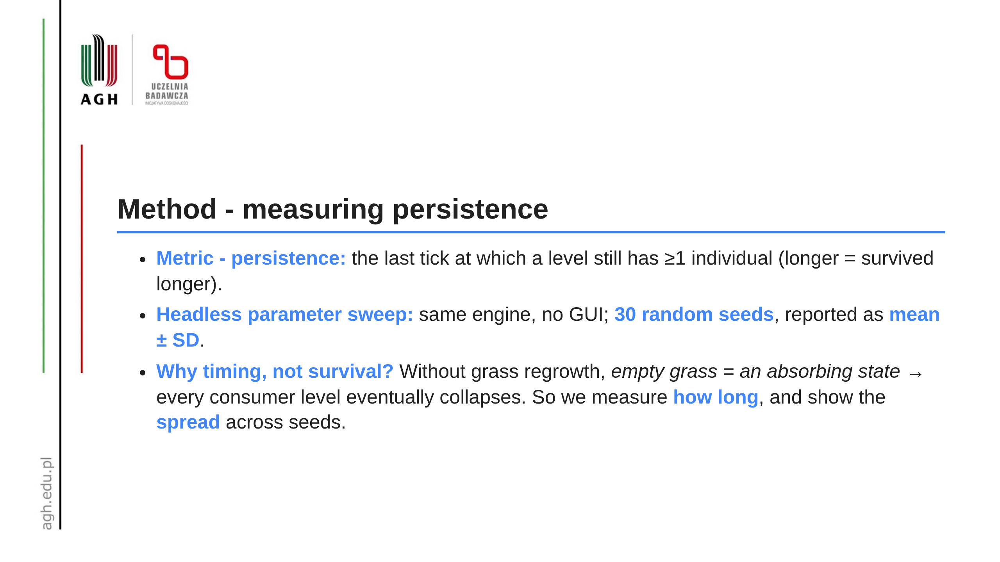 AGH
UCZELNIA
BADAWCZA
INICJATYWA DOSKONAŁOŚCI
Method - measuring persistence
• Metric - persistence: the last tick at which a level still has ≥1 individual (longer = survived
longer).
• Headless parameter sweep: same engine, no GUI; 30 random seeds, reported as mean
± SD.
• Why timing, not survival? Without grass regrowth, empty grass = an absorbing state →
every consumer level eventually collapses. So we measure how long, and show the
spread across seeds.
agh.edu.pl